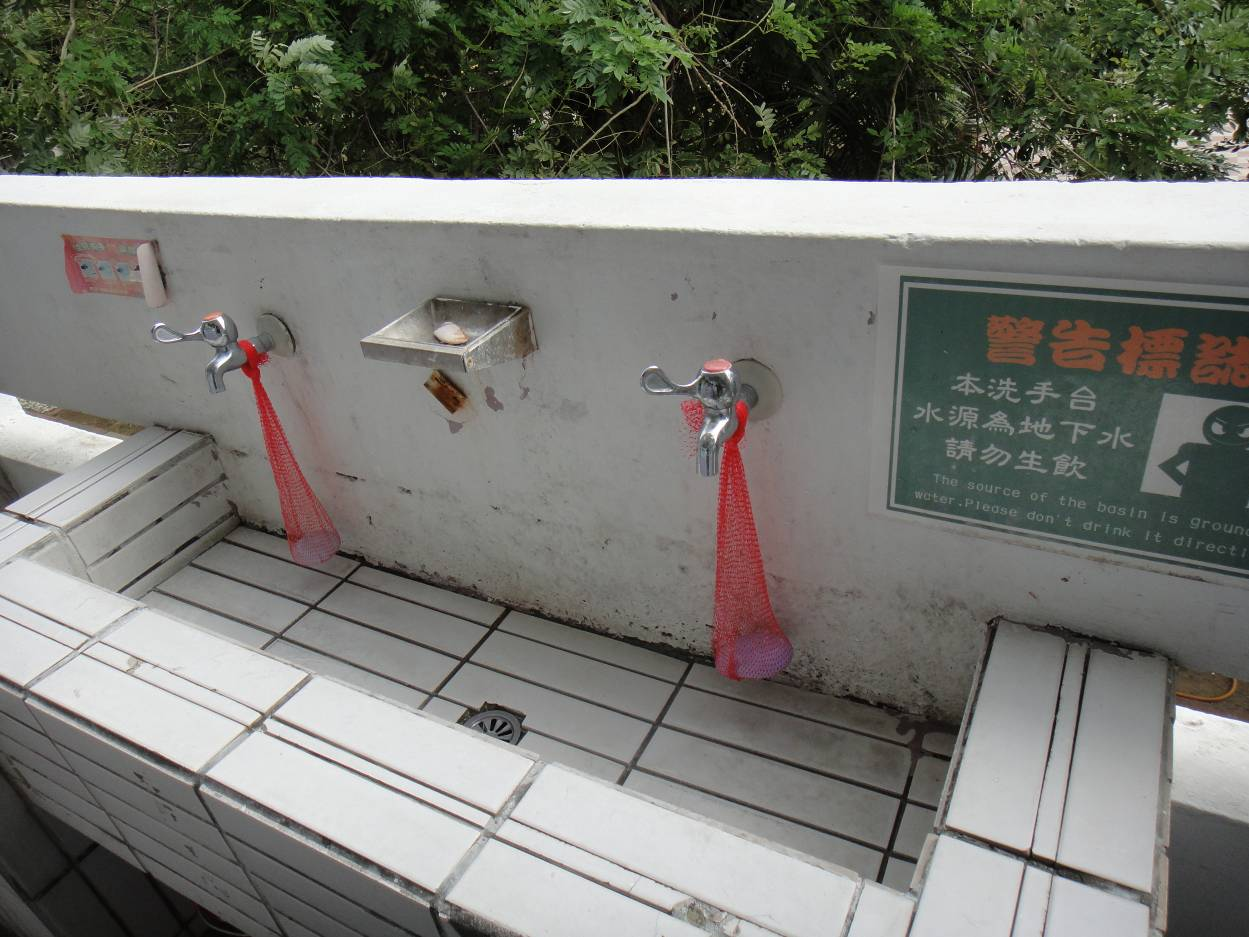 警告標誌
本洗手台
水源為地下水
請勿生飲
The source of the basin is groun
water.Please don't drink it directl